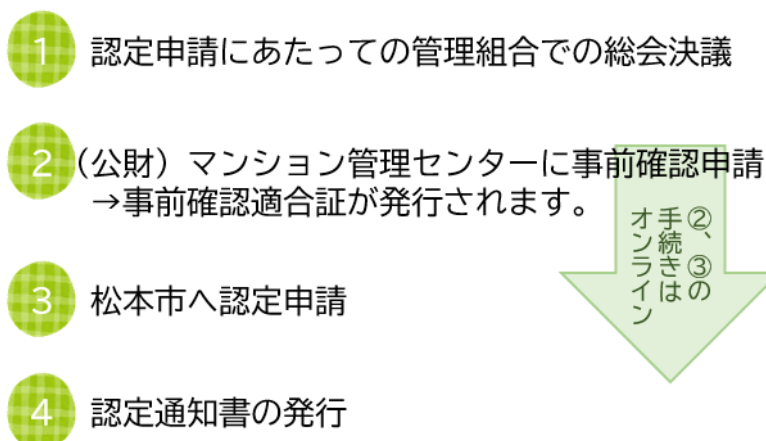 1 認定申請にあたっての管理組合での総会決議
2 (公財)マンション管理センターに事前確認申請
→事前確認適合証が発行されます。
②、③の
手続きは
オンライン
3 松本市へ認定申請
4 認定通知書の発行